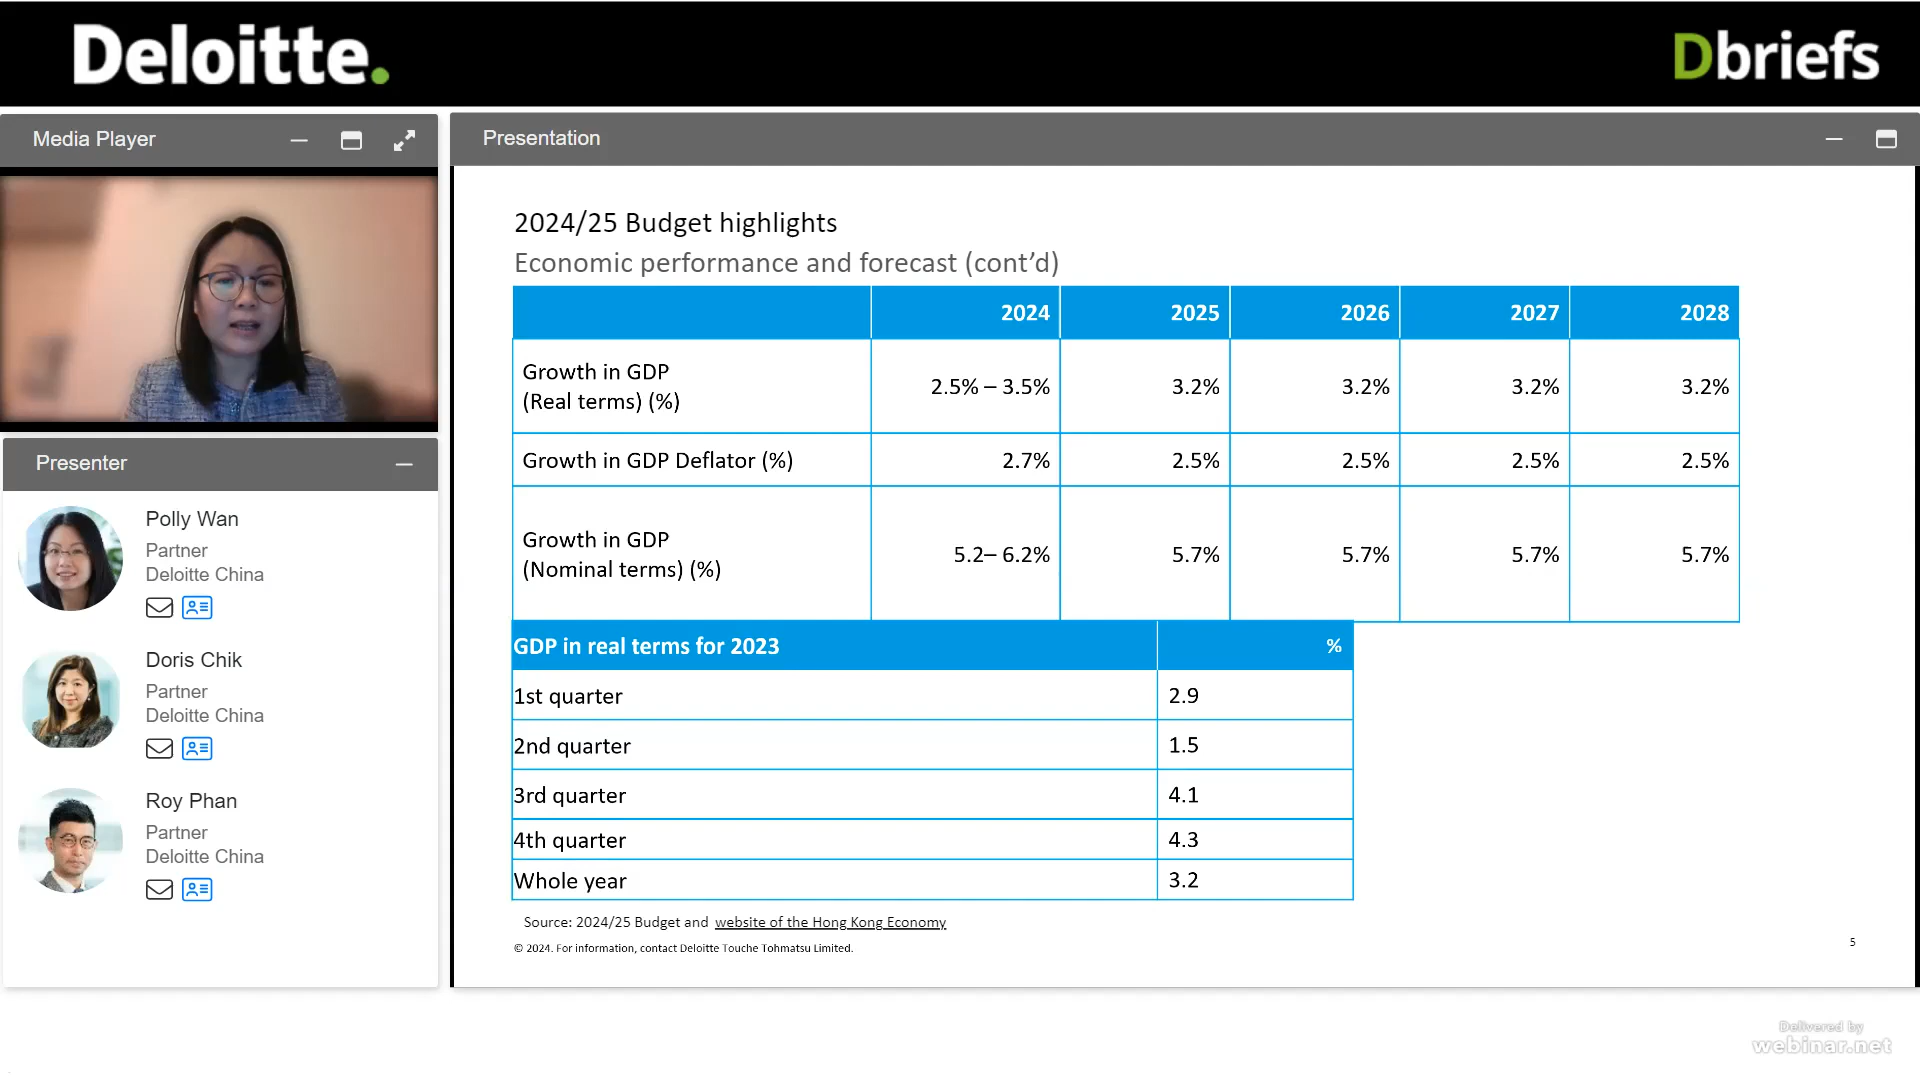 Deloitte.
Dbriefs
Media Player
Presentation
2024/25 Budget highlights
Economic performance and forecast (cont’d)
2024 2025 2026 2027 2028
Growth in GDP
(Real terms) (%) 2.5% – 3.5% 3.2% 3.2% 3.2% 3.2%
Growth in GDP Deflator (%) 2.7% 2.5% 2.5% 2.5% 2.5%
Growth in GDP
(Nominal terms) (%) 5.2– 6.2% 5.7% 5.7% 5.7% 5.7%
GDP in real terms for 2023 %
1st quarter 2.9
2nd quarter 1.5
3rd quarter 4.1
4th quarter 4.3
Whole year 3.2
Source: 2024/25 Budget and website of the Hong Kong Economy
© 2024. For information, contact Deloitte Touche Tohmatsu Limited.
5
Presenter
Polly Wan
Partner
Deloitte China
Doris Chik
Partner
Deloitte China
Roy Phan
Partner
Deloitte China
Delivered by
webinar.net